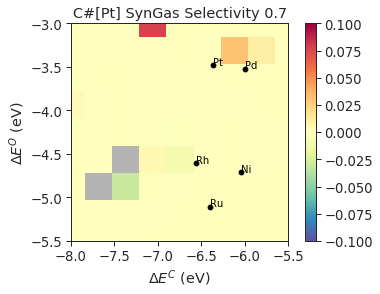 C#[Pt] SynGas Selectivity 0.7
−3.0
−3.5
−4.0
−4.5
−5.0
−5.5
ΔE^O (eV)
Pt
Pd
Rh
Ni
Ru
−8.0 −7.5 −7.0 −6.5 −6.0 −5.5
ΔE^C (eV)
0.100
0.075
0.050
0.025
0.000
−0.025
−0.050
−0.075
−0.100